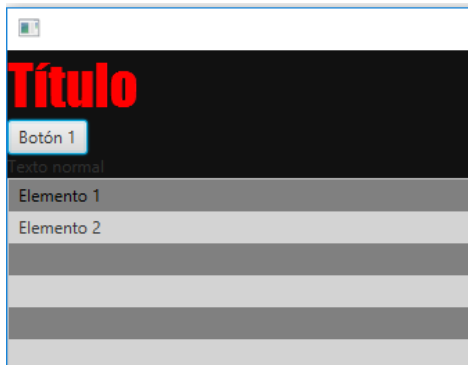 Título
Botón 1
Texto normal
Elemento 1
Elemento 2